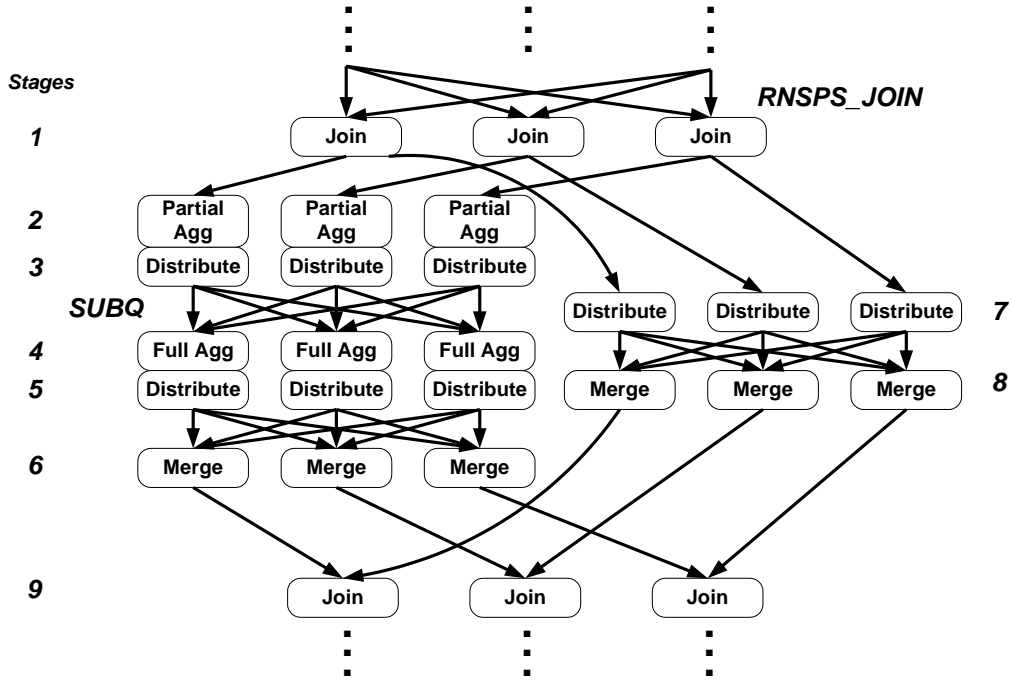 Stages
RNSPS_JOIN
1
Join
Join
Join
2
Partial
Agg
Partial
Agg
Partial
Agg
3
Distribute
Distribute
Distribute
SUBQ
Distribute
Distribute
Distribute
7
4
Full Agg
Full Agg
Full Agg
5
Distribute
Distribute
Distribute
Merge
Merge
Merge
8
6
Merge
Merge
Merge
9
Join
Join
Join